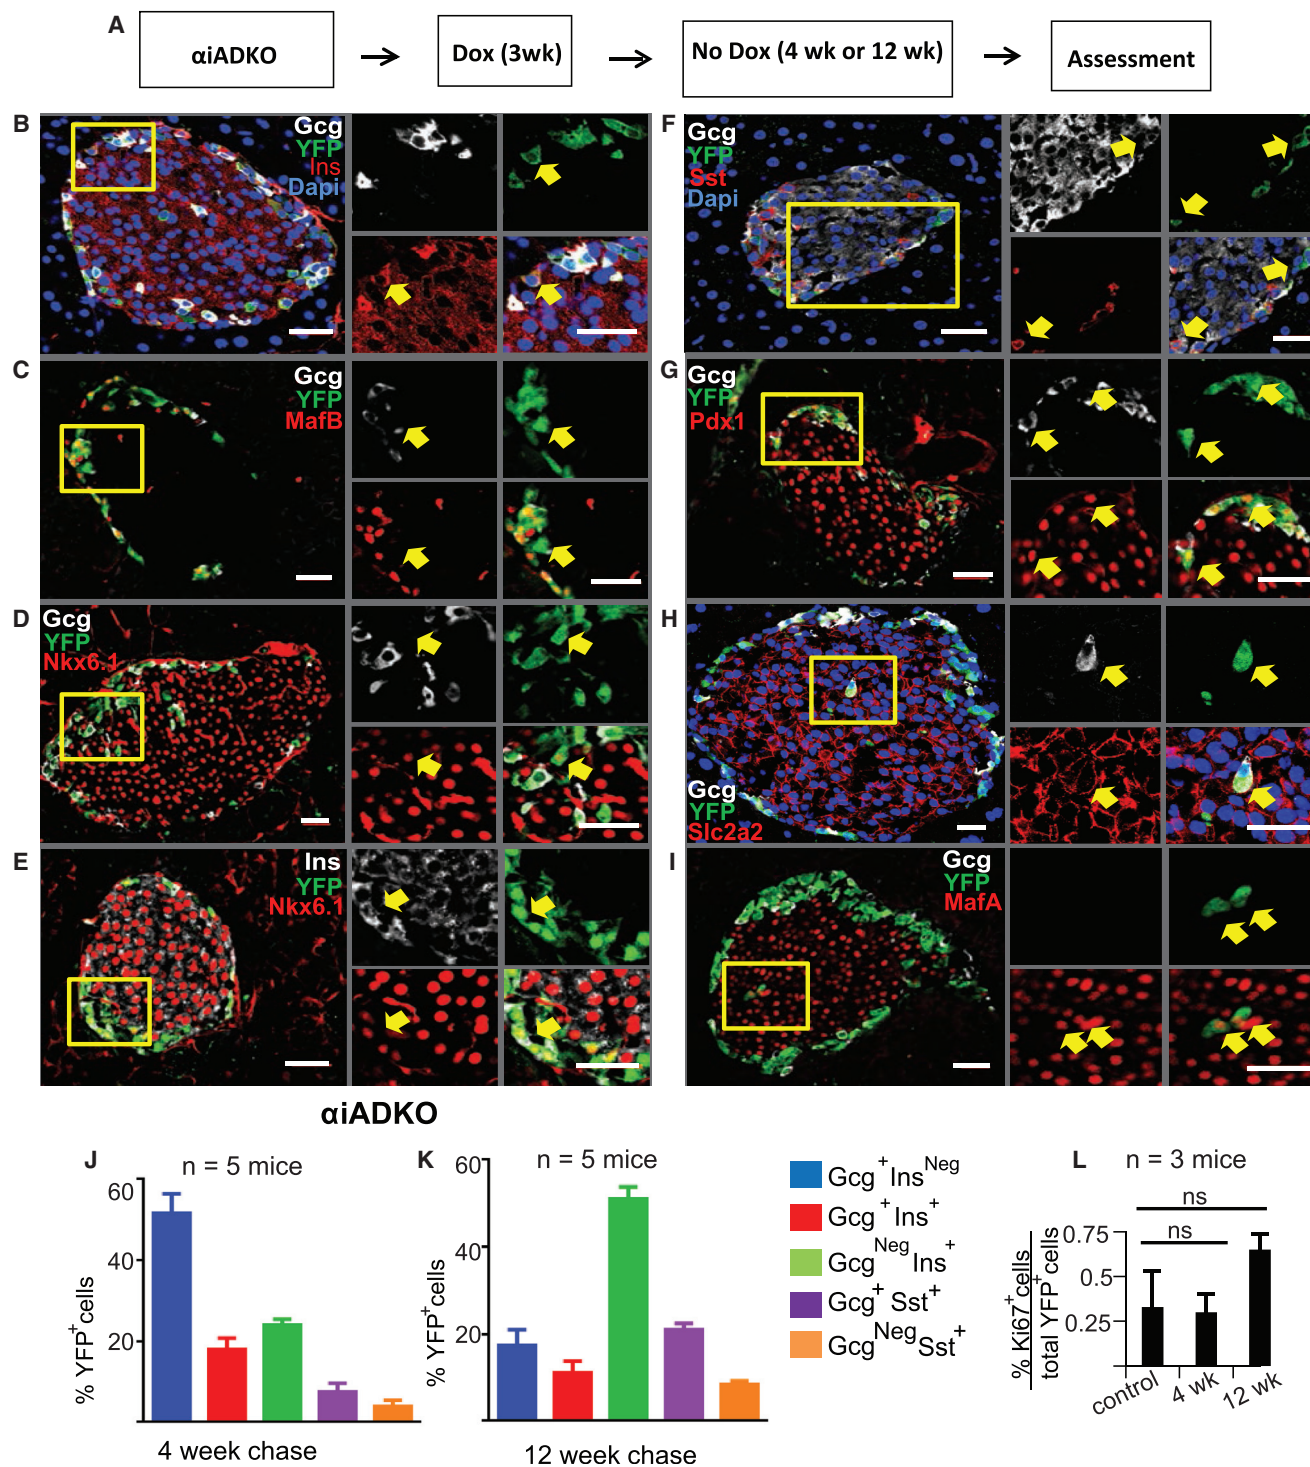 A
αiADKO
Dox (3wk)
No Dox (4 wk or 12 wk)
Assessment
B
Gcg
YFP
Ins
Dapi
F
Gcg
YFP
Sst
Dapi
C
Gcg
YFP
MafB
G
Gcg
YFP
Pdx1
D
Gcg
YFP
Nkx6.1
H
Gcg
YFP
Slc2a2
E
Ins
YFP
Nkx6.1
I
Gcg
YFP
MafA
αiADKO
J
n = 5 mice
60
40
20
% YFP+cells
4 week chase
K
n = 5 mice
60
40
20
0
% YFP+cells
12 week chase
Gcg+InsNeg
Gcg+Ins+
GcgNegIns+
Gcg+Sst+
GcgNegSst+
L
n = 3 mice
ns
ns
0.75
0.5
0.25
% Ki67+cells
total YFP+cells
control
4 wk
12 wk